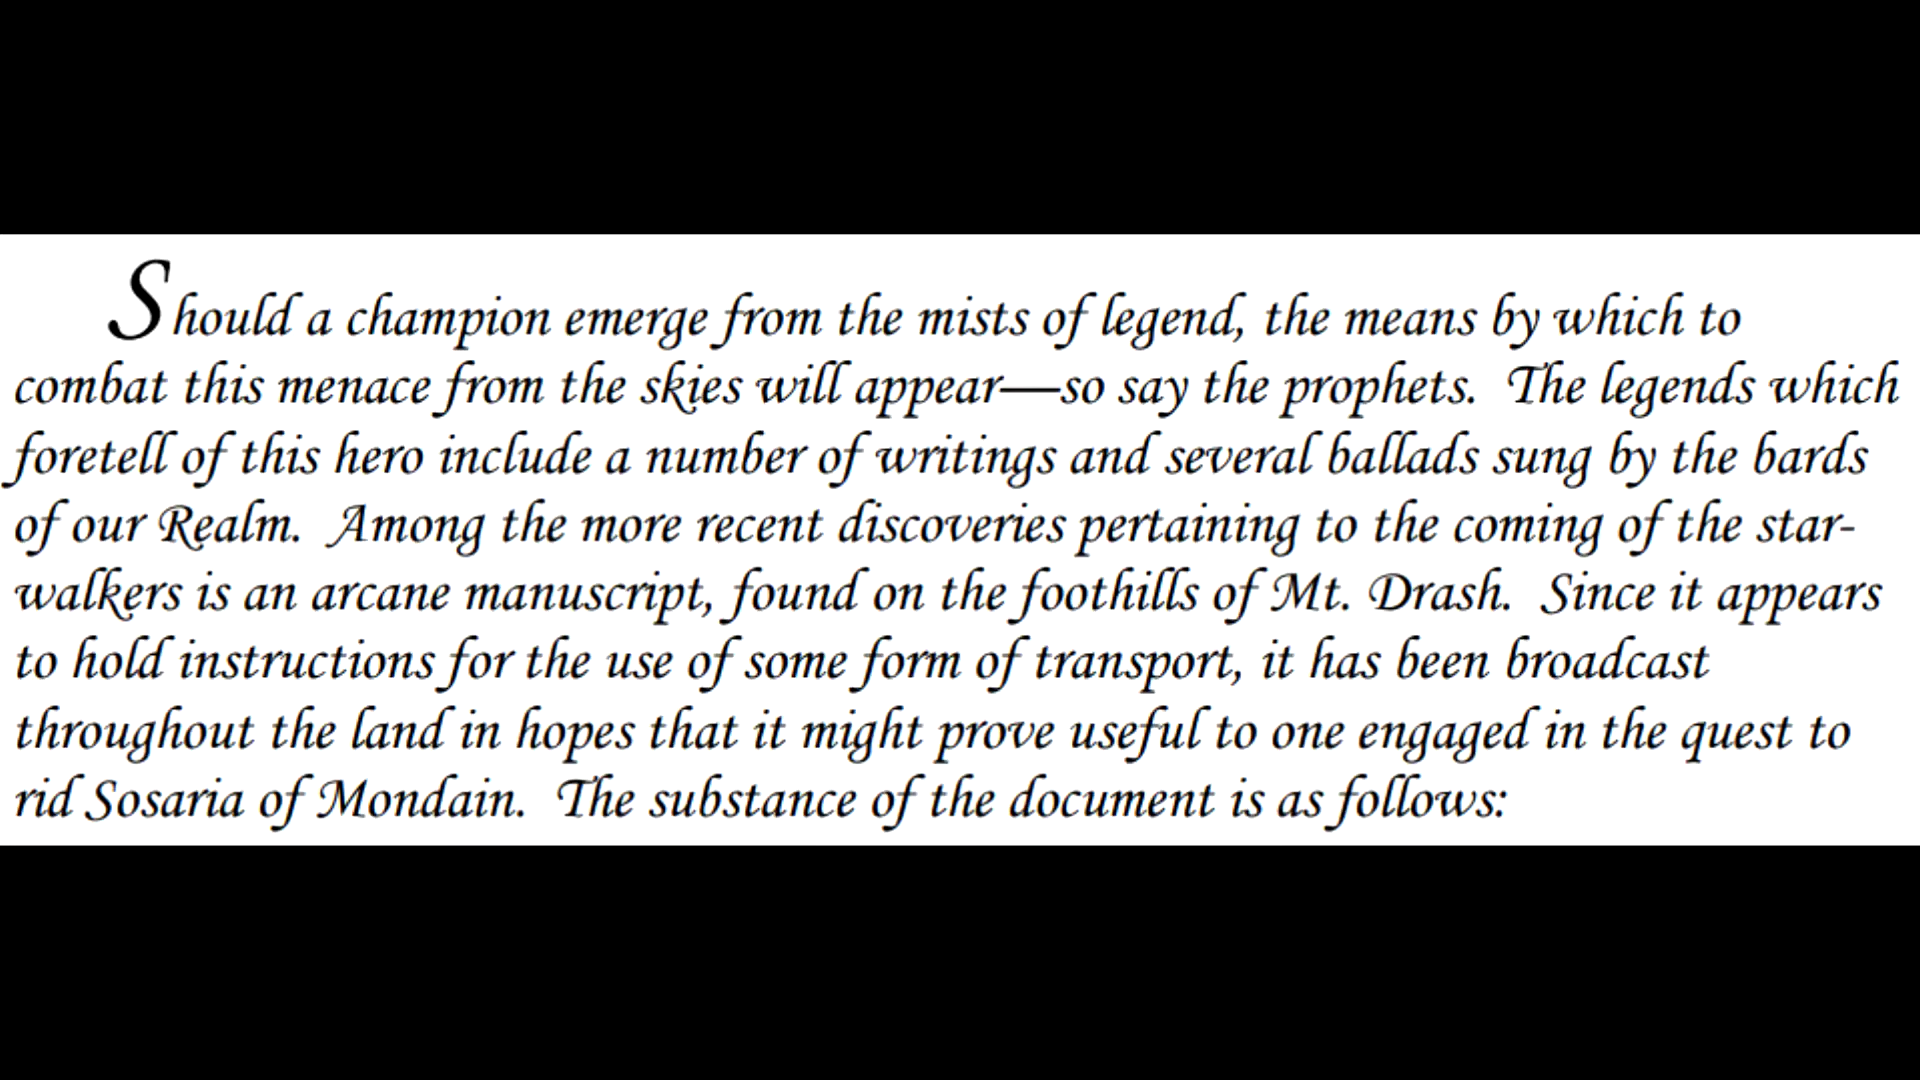 Should a champion emerge from the mists of legend, the means by which to
combat this menace from the skies will appear—so say the prophets.  The legends which
foretell of this hero include a number of writings and several ballads sung by the bards
of our Realm.  Among the more recent discoveries pertaining to the coming of the star-
walkers is an arcane manuscript, found on the foothills of Mt. Drash.  Since it appears
to hold instructions for the use of some form of transport, it has been broadcast
throughout the land in hopes that it might prove useful to one engaged in the quest to
rid Sosaria of Mondain.  The substance of the document is as follows: